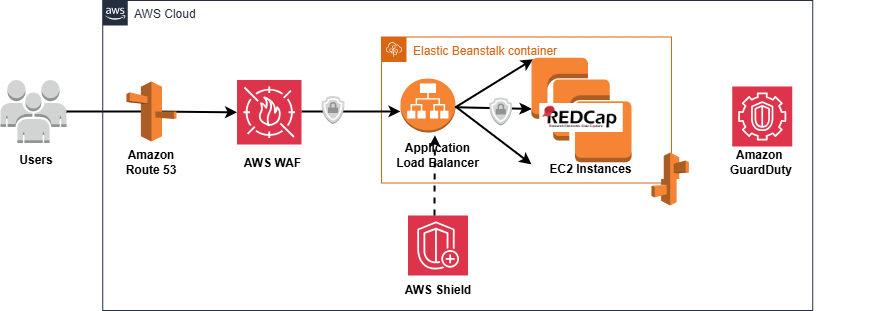 aws
AWS Cloud
Elastic Beanstalk container
REDCap
Users
Amazon
Route 53
AWS WAF
Application
Load Balancer
EC2 Instances
Amazon
GuardDuty
AWS Shield